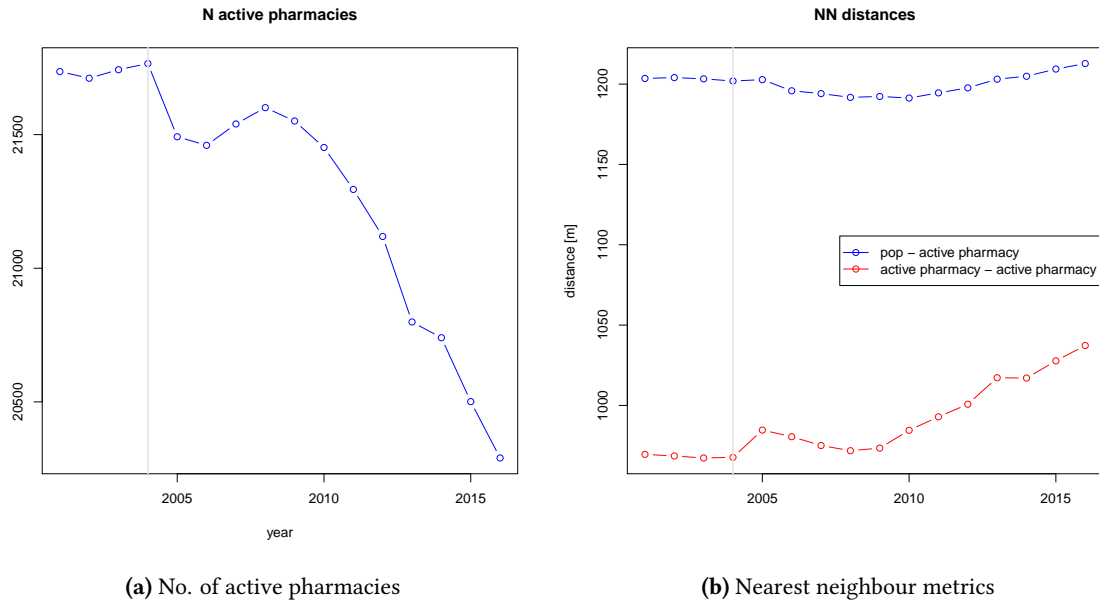 N active pharmacies
21500
21000
20500
2005 2010 2015
year
(a) No. of active pharmacies
NN distances
distance [m]
1200
1150
1100
1050
1000
pop − active pharmacy
active pharmacy − active pharmacy
2005 2010 2015
(b) Nearest neighbour metrics